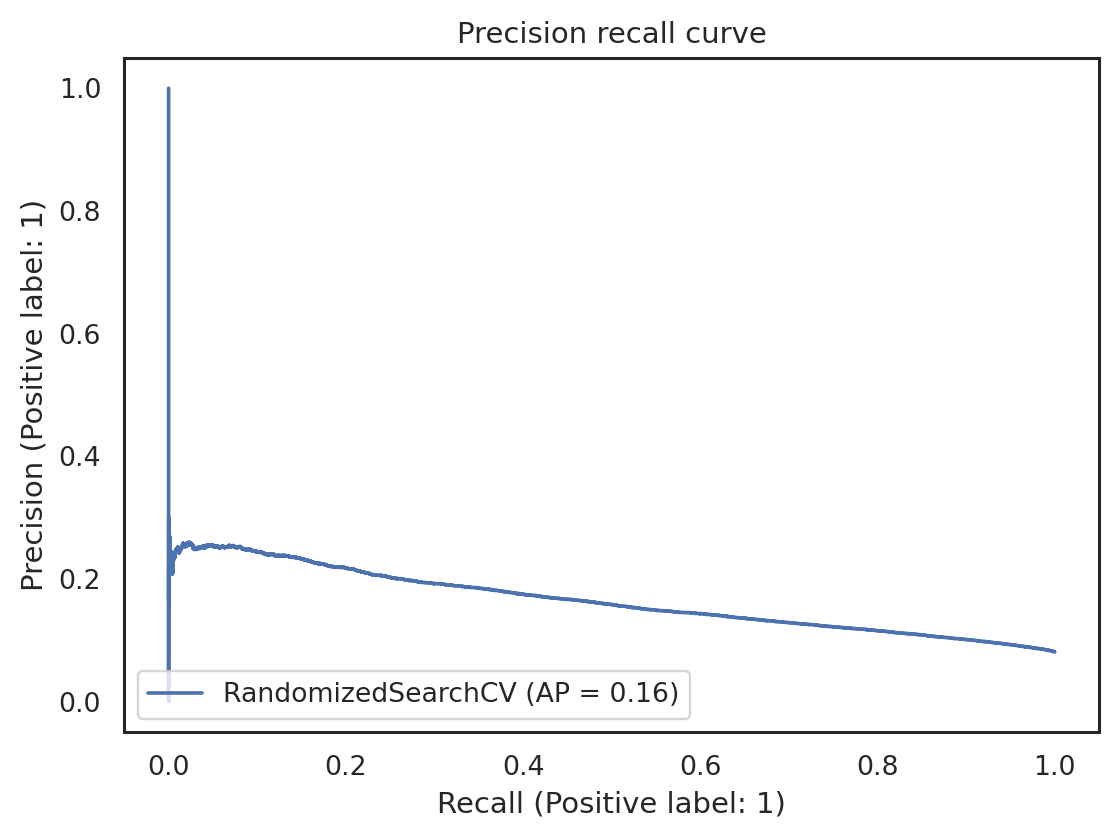 Precision recall curve
1.0
0.8
0.6
0.4
0.2
0.0
Precision (Positive label: 1)
RandomizedSearchCV (AP = 0.16)
0.0 0.2 0.4 0.6 0.8 1.0
Recall (Positive label: 1)